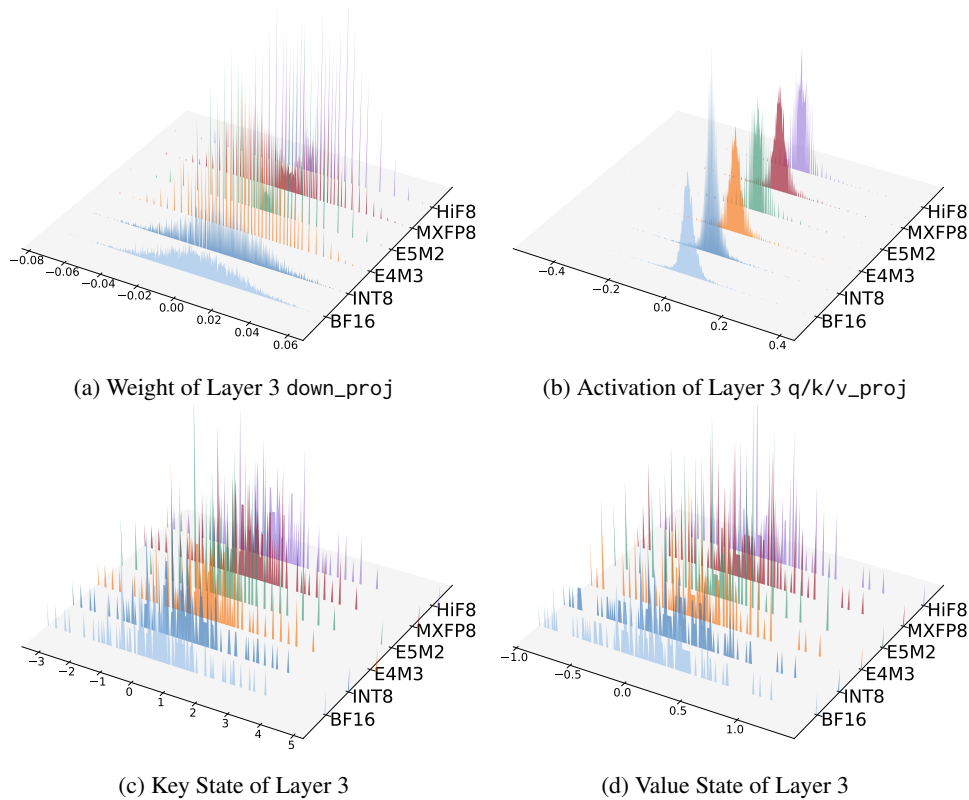 HiF8
MXFP8
E5M2
E4M3
INT8
BF16
−0.08
−0.06
−0.04
−0.02
0.00
0.02
0.04
0.06
(a) Weight of Layer 3 down_proj
HiF8
MXFP8
E5M2
E4M3
INT8
BF16
−0.4
−0.2
0.0
0.2
0.4
(b) Activation of Layer 3 q/k/v_proj
HiF8
MXFP8
E5M2
E4M3
INT8
BF16
−3
−2
−1
0
1
2
3
4
5
(c) Key State of Layer 3
HiF8
MXFP8
E5M2
E4M3
INT8
BF16
−1.0
−0.5
0.0
0.5
1.0
(d) Value State of Layer 3